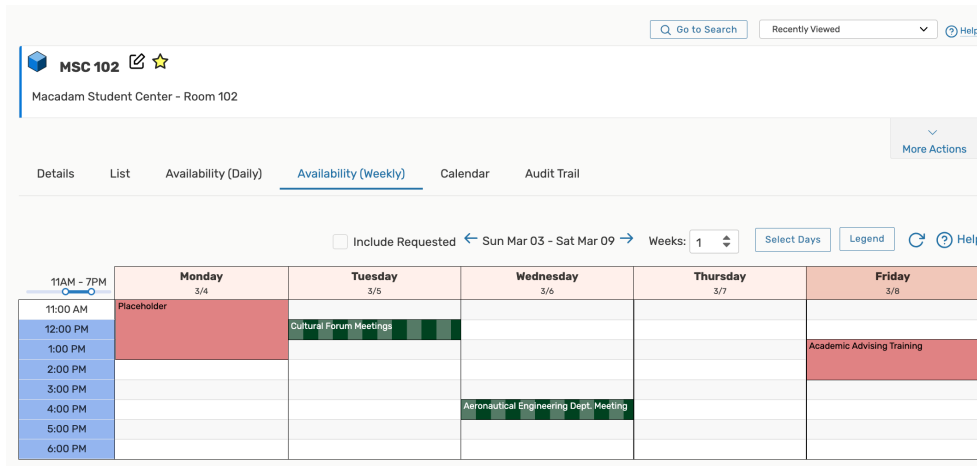 Go to Search
Recently Viewed
Help
MSC 102
Macadam Student Center - Room 102
More Actions
Details List Availability (Daily) Availability (Weekly) Calendar Audit Trail
Include Requested Sun Mar 03 - Sat Mar 09 Weeks: 1 Select Days Legend Help
11AM - 7PM Monday Tuesday Wednesday Thursday Friday
3/4 3/5 3/6 3/7 3/8
11:00 AM Placeholder
12:00 PM Cultural Forum Meetings
1:00 PM Academic Advising Training
2:00 PM
3:00 PM
4:00 PM Aeronautical Engineering Dept. Meeting
5:00 PM
6:00 PM